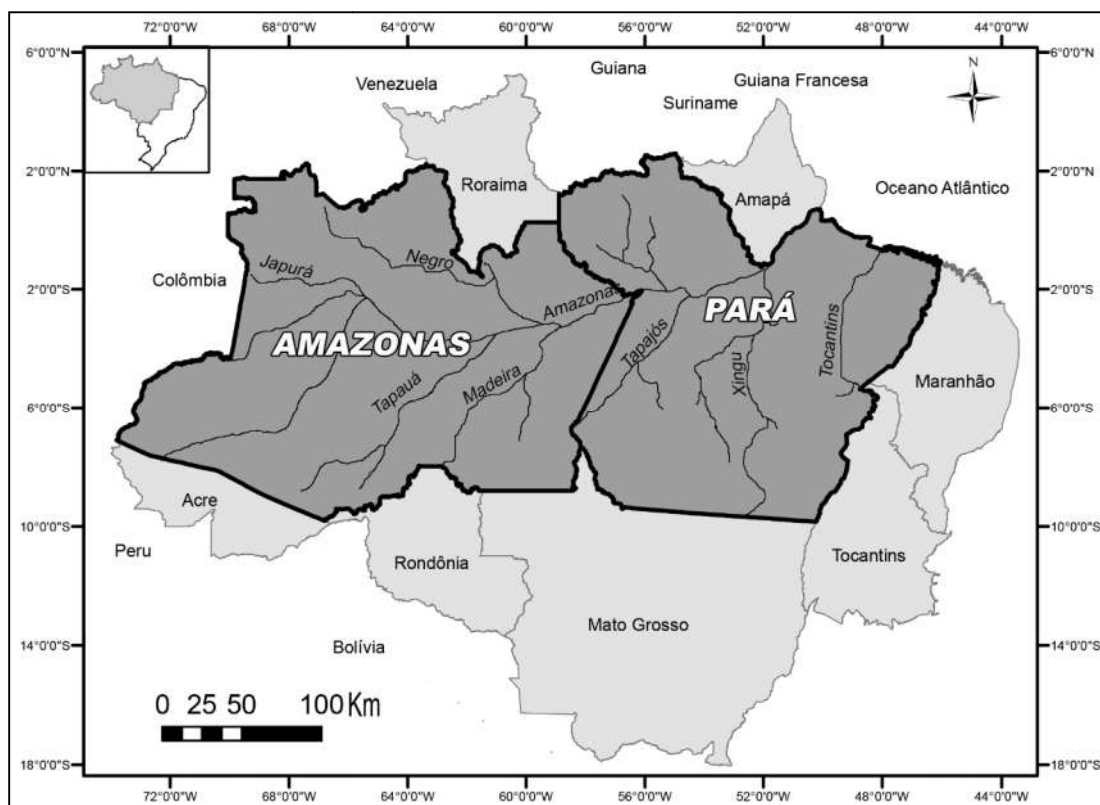 72°0'0"O 68°0'0"O 64°0'0"O 60°0'0"O 56°0'0"O 52°0'0"O 48°0'0"O 44°0'0"O
6°0'0"N 6°0'0"N
N
Guiana
Venezuela
Guiana Francesa
Suriname
2°0'0"N 2°0'0"N
Roraima
Amapá
Oceano Atlântico
Negro
Japurá
Colômbia
2°0'0"S 2°0'0"S
Amazonas
PARÁ
AMAZONAS
Tapajós
Tocantins
Xingu
Tapauá
Madeira
Maranhão
6°0'0"S 6°0'0"S
Acre
10°0'0"S 10°0'0"S
Peru
Rondônia
Tocantins
Mato Grosso
14°0'0"S 14°0'0"S
Bolívia
0 25 50 100 Km
18°0'0"S 18°0'0"S
72°0'0"O 68°0'0"O 64°0'0"O 60°0'0"O 56°0'0"O 52°0'0"O 48°0'0"O 44°0'0"O